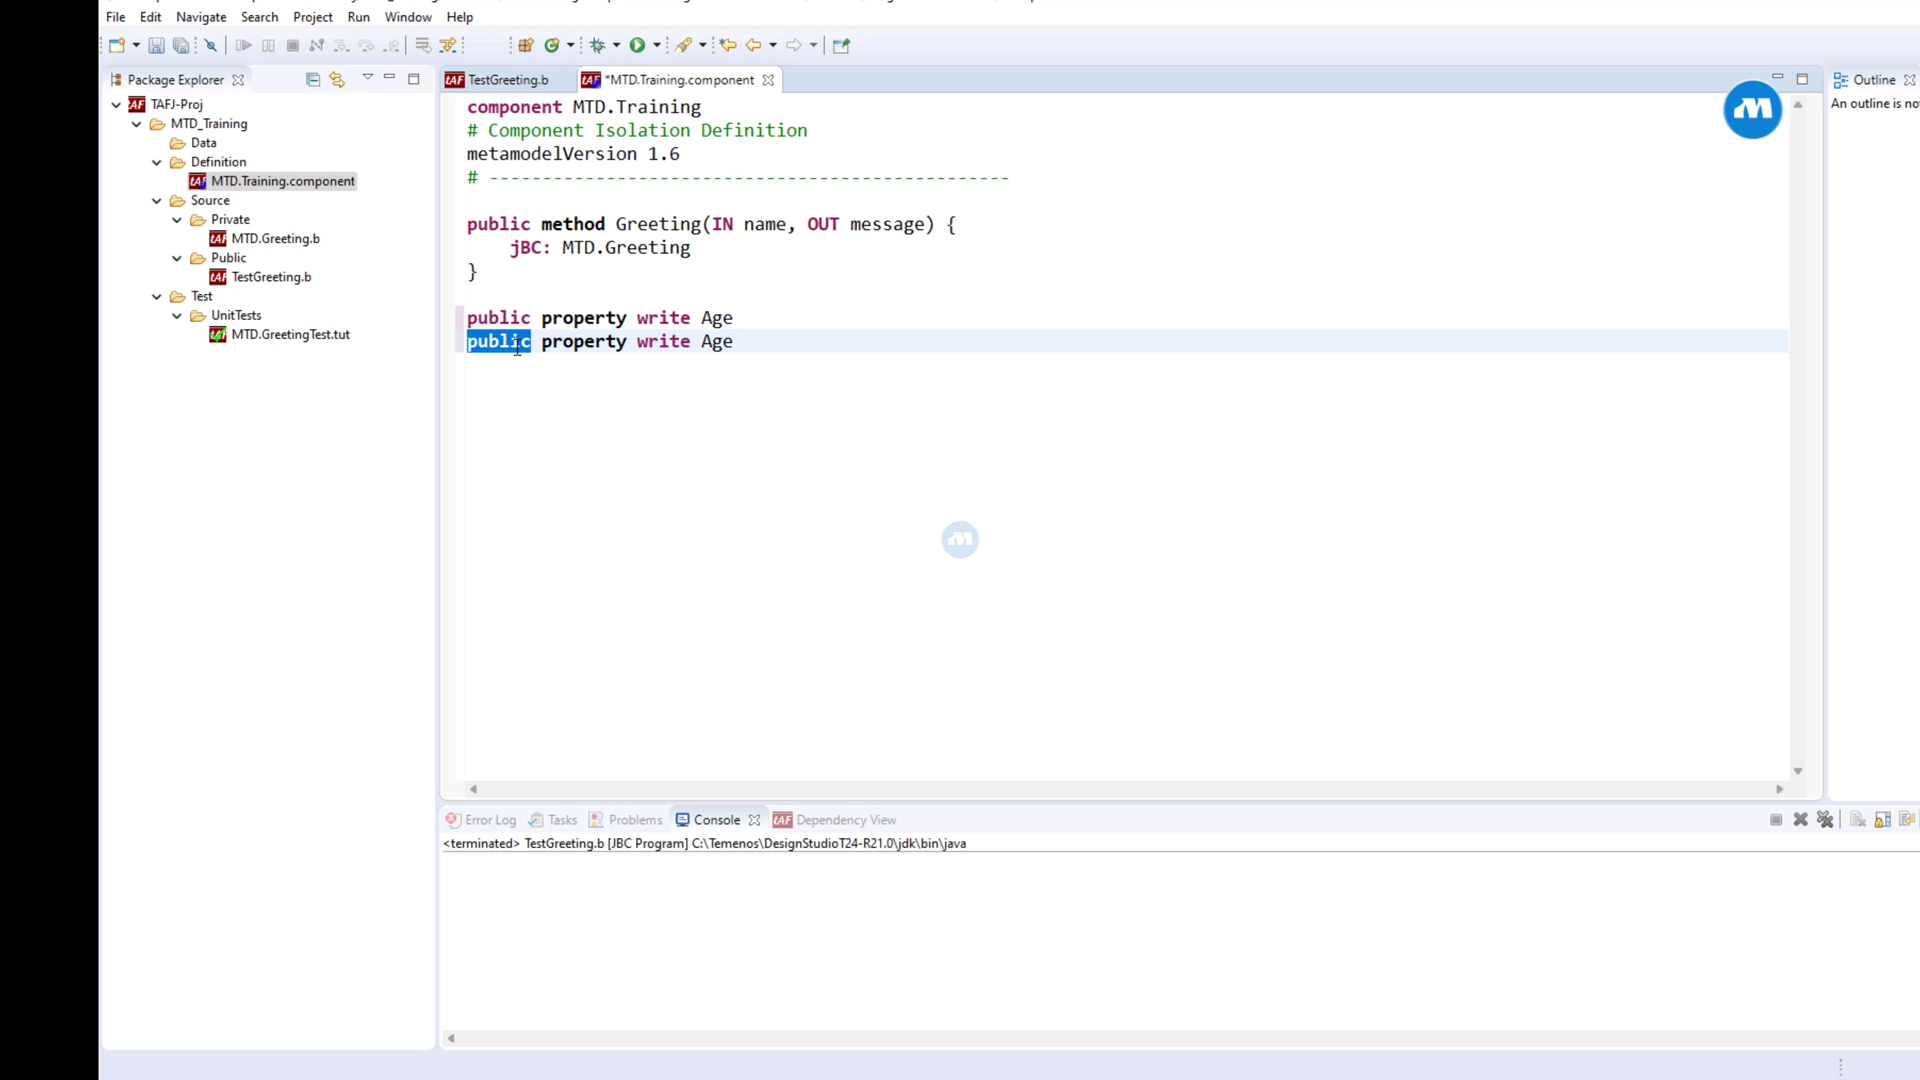 File Edit Navigate Search Project Run Window Help
Package Explorer
TAFJ-Proj
MTD_Training
Data
Definition
MTD.Training.component
Source
Private
MTD.Greeting.b
Public
TestGreeting.b
Test
UnitTests
MTD.GreetingTest.tut
TestGreeting.b *MTD.Training.component
component MTD.Training
# Component Isolation Definition
metamodelVersion 1.6
# -------------------------------------------------
public method Greeting(IN name, OUT message) {
jBC: MTD.Greeting
}
public property write Age
public property write Age
Outline
An outline is no
Error Log Tasks Problems Console Dependency View
<terminated> TestGreeting.b [JBC Program] C:\Temenos\DesignStudioT24-R21.0\jdk\bin\java